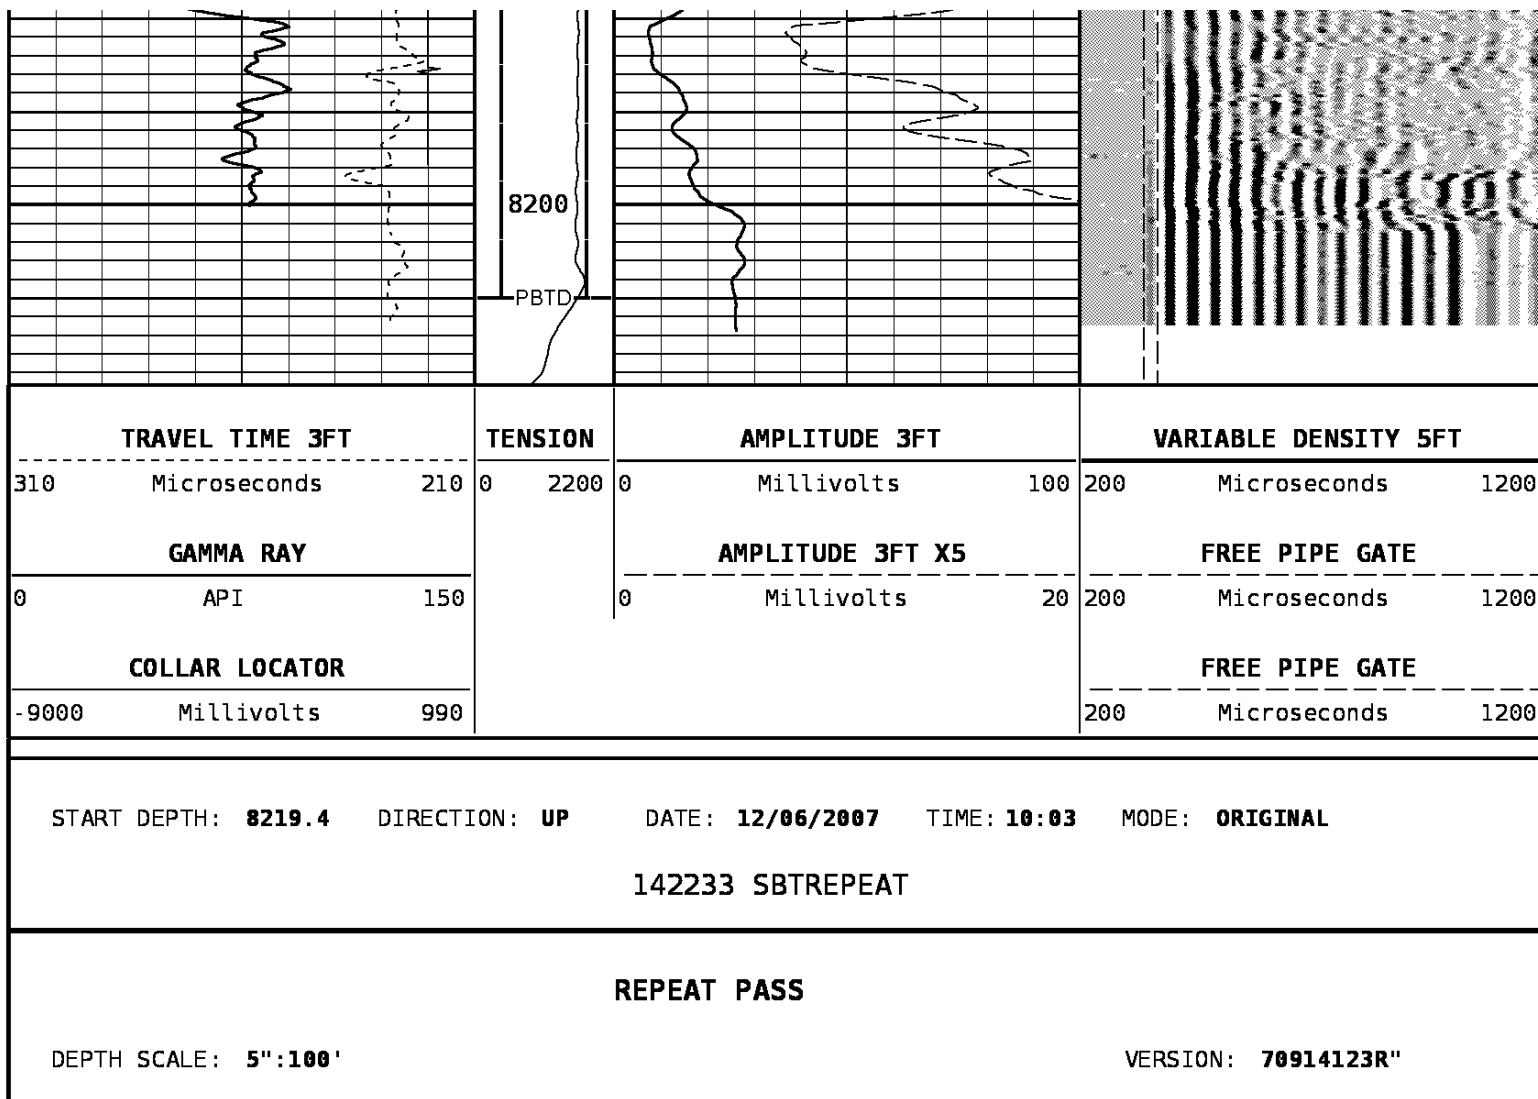 8200
PBTD
TRAVEL TIME 3FT TENSION AMPLITUDE 3FT VARIABLE DENSITY 5FT
310 Microseconds 210 0 2200 0 Millivolts 100 200 Microseconds 1200
GAMMA RAY AMPLITUDE 3FT X5 FREE PIPE GATE
0 API 150 0 Millivolts 20 200 Microseconds 1200
COLLAR LOCATOR FREE PIPE GATE
-9000 Millivolts 990 200 Microseconds 1200
START DEPTH: 8219.4 DIRECTION: UP DATE: 12/06/2007 TIME: 10:03 MODE: ORIGINAL
142233 SBTREPEAT
REPEAT PASS
DEPTH SCALE: 5":100' VERSION: 70914123R"